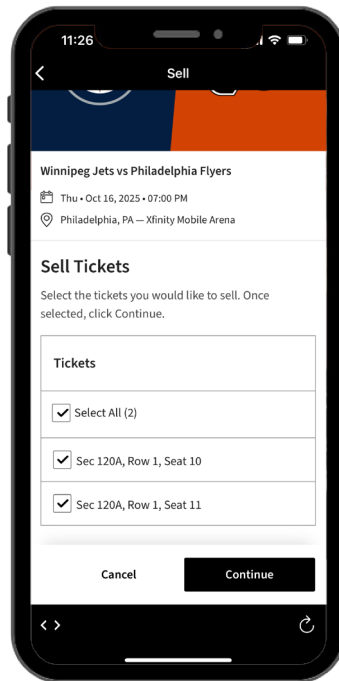 11:26
Sell
Winnipeg Jets vs Philadelphia Flyers
Thu • Oct 16, 2025 • 07:00 PM
Philadelphia, PA — Xfinity Mobile Arena
Sell Tickets
Select the tickets you would like to sell. Once
selected, click Continue.
Tickets
Select All (2)
Sec 120A, Row 1, Seat 10
Sec 120A, Row 1, Seat 11
Cancel
Continue